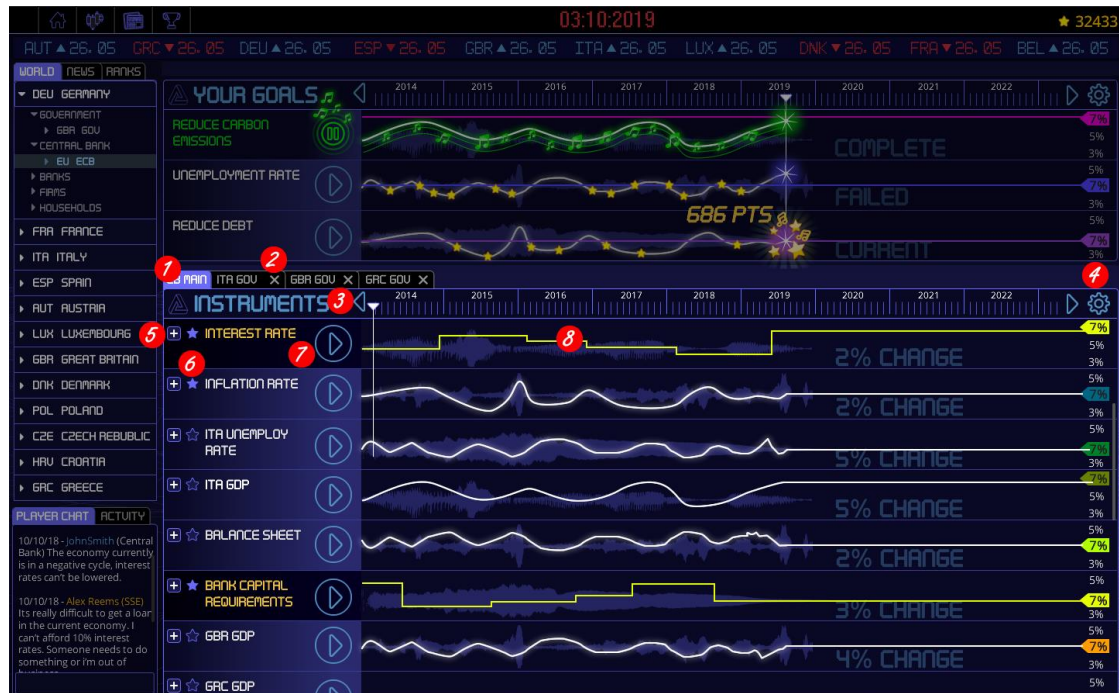 03:10:2019
★ 32433
AUT ▲ 26.05 GRC ▼ 26.05 DEU ▲ 26.05 ESP ▼ 26.05 GBR ▲ 26.05 ITA ▲ 26.05 LUX ▲ 26.05 DNK ▼ 26.05 FRA ▼ 26.05 BEL ▲ 26.05
WORLD NEWS RANKS
DEU GERMANY
GOVERNMENT
GBR GOV
CENTRAL BANK
EU ECB
BANKS
FIRMS
HOUSEHOLDS
FRA FRANCE
ITA ITALY
ESP SPAIN
AUT AUSTRIA
LUX LUXEMBOURG
GBR GREAT BRITAIN
DNK DENMARK
POL POLAND
CZE CZECH REBUBLIC
HRV CROATIA
GRC GREECE
PLAYER CHAT ACTUITY
10/10/18 - JohnSmith (Central
Bank) The economy currently
is in a negative cycle, interest
rates can't be lowered.
10/10/18 - Alex Reems (SSE)
Its really difficult to get a loan
in the current economy. I
can't afford 10% interest
rates. Someone needs to do
something or i'm out of
YOUR GOALS
2014 2015 2016 2017 2018 2019 2020 2021 2022
REDUCE CARBON
EMISSIONS
COMPLETE
7%
5%
3%
UNEMPLOYMENT RATE
FAILED
5%
7%
3%
REDUCE DEBT
686 PTS
CURRENT
5%
7%
3%
1 2 3 4 5 6 7 8
MAIN ITA GOV X GBR GOV X GRC GOV X
INSTRUMENTS
2014 2015 2016 2017 2018 2019 2020 2021 2022
INTEREST RATE
2% CHANGE
7%
5%
3%
INFLATION RATE
2% CHANGE
5%
7%
3%
ITA UNEMPLOY
RATE
5% CHANGE
5%
7%
3%
ITA GDP
5% CHANGE
7%
5%
3%
BALANCE SHEET
2% CHANGE
5%
7%
3%
BANK CAPITAL
REQUIREMENTS
3% CHANGE
5%
7%
3%
GBR GDP
4% CHANGE
5%
7%
3%
GRC GDP
5%